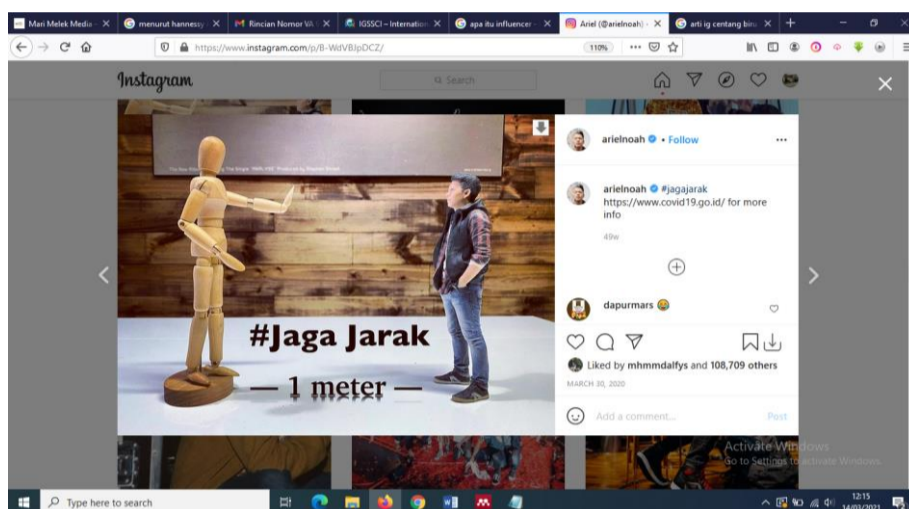 Mari Melek Media -
menurut hannessy
Rincian Nomor VA
IGSSCI – Internation
apa itu influencer -
Ariel (@arielnoah) •
arti ig centang biru
https://www.instagram.com/p/B-WdVBJpDCZ/
110%
Instagram
Search
arielnoah • Follow
arielnoah #jagajarak
https://www.covid19.go.id/ for more
info
49w
dapurmars
#Jaga Jarak
— 1 meter —
Liked by mhmmdalfys and 108,709 others
MARCH 30, 2020
Add a comment...
Post
Activate Windows
Go to Settings to activate Windows.
Type here to search
12:15
14/03/2021